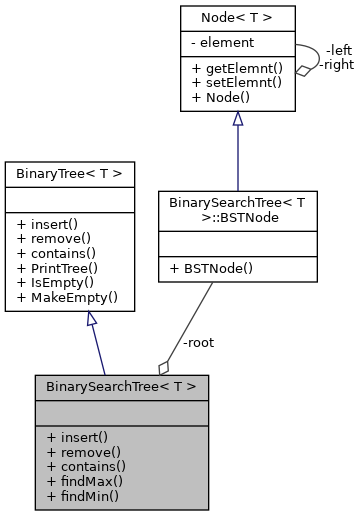 Node< T >
- element
+ getElemnt()
+ setElemnt()
+ Node()
-left
-right
BinaryTree< T >
+ insert()
+ remove()
+ contains()
+ PrintTree()
+ IsEmpty()
+ MakeEmpty()
BinarySearchTree< T
>::BSTNode
+ BSTNode()
-root
BinarySearchTree< T >
+ insert()
+ remove()
+ contains()
+ findMax()
+ findMin()